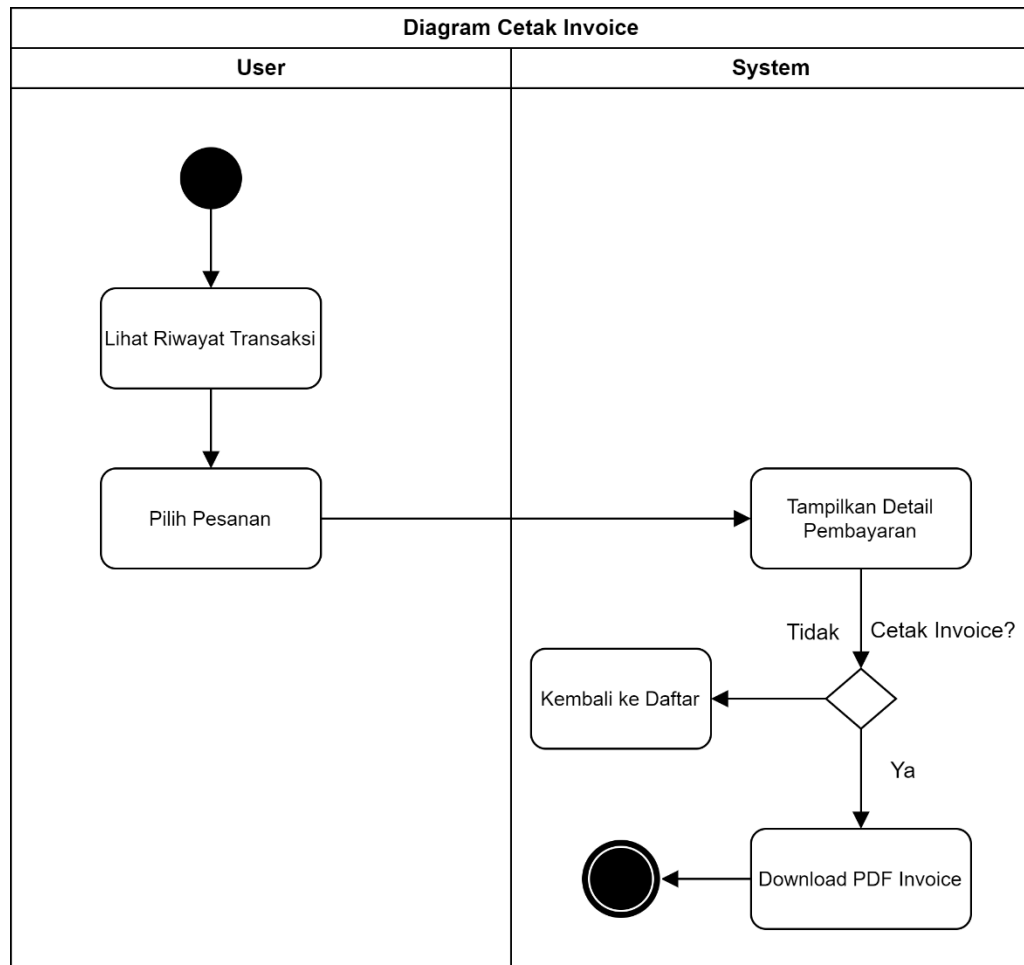 Diagram Cetak Invoice
User
System
Lihat Riwayat Transaksi
Pilih Pesanan
Tampilkan Detail
Pembayaran
Tidak
Cetak Invoice?
Kembali ke Daftar
Ya
Download PDF Invoice